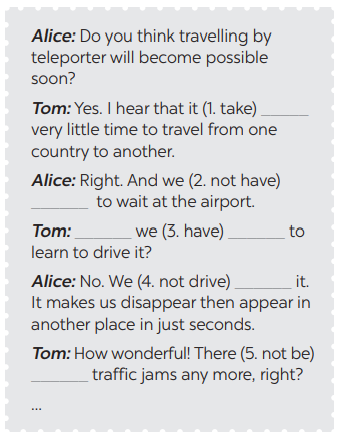 Alice: Do you think travelling by
teleporter will become possible
soon?
Tom: Yes. I hear that it (1. take) ______
very little time to travel from one
country to another.
Alice: Right. And we (2. not have)
_______ to wait at the airport.
Tom: _______ we (3. have) _______ to
learn to drive it?
Alice: No. We (4. not drive) _______ it.
It makes us disappear then appear in
another place in just seconds.
Tom: How wonderful! There (5. not be)
_______ traffic jams any more, right?
...